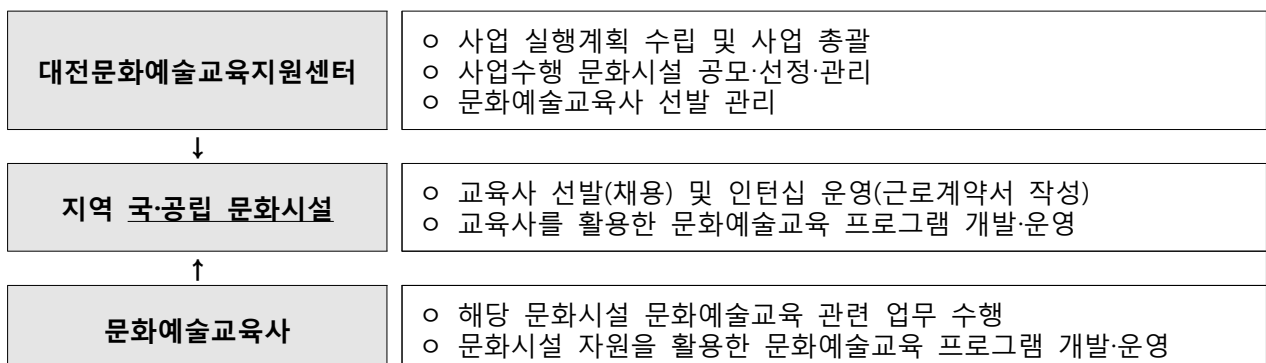 대전문화예술교육지원센터
ㅇ 사업 실행계획 수립 및 사업 총괄
ㅇ 사업수행 문화시설 공모·선정·관리
ㅇ 문화예술교육사 선발 관리
↓
지역 국·공립 문화시설
ㅇ 교육사 선발(채용) 및 인턴십 운영(근로계약서 작성)
ㅇ 교육사를 활용한 문화예술교육 프로그램 개발·운영
↑
문화예술교육사
ㅇ 해당 문화시설 문화예술교육 관련 업무 수행
ㅇ 문화시설 자원을 활용한 문화예술교육 프로그램 개발·운영